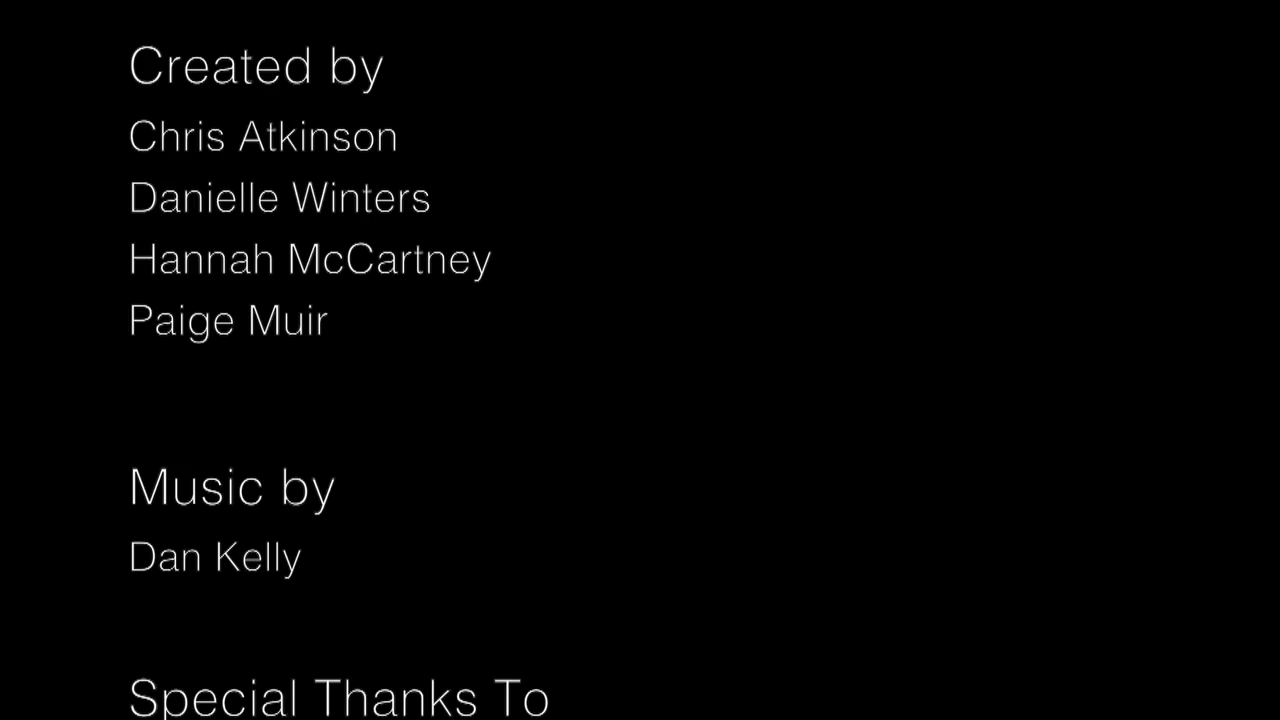 Created by
Chris Atkinson
Danielle Winters
Hannah McCartney
Paige Muir
Music by
Dan Kelly
Special Thanks To